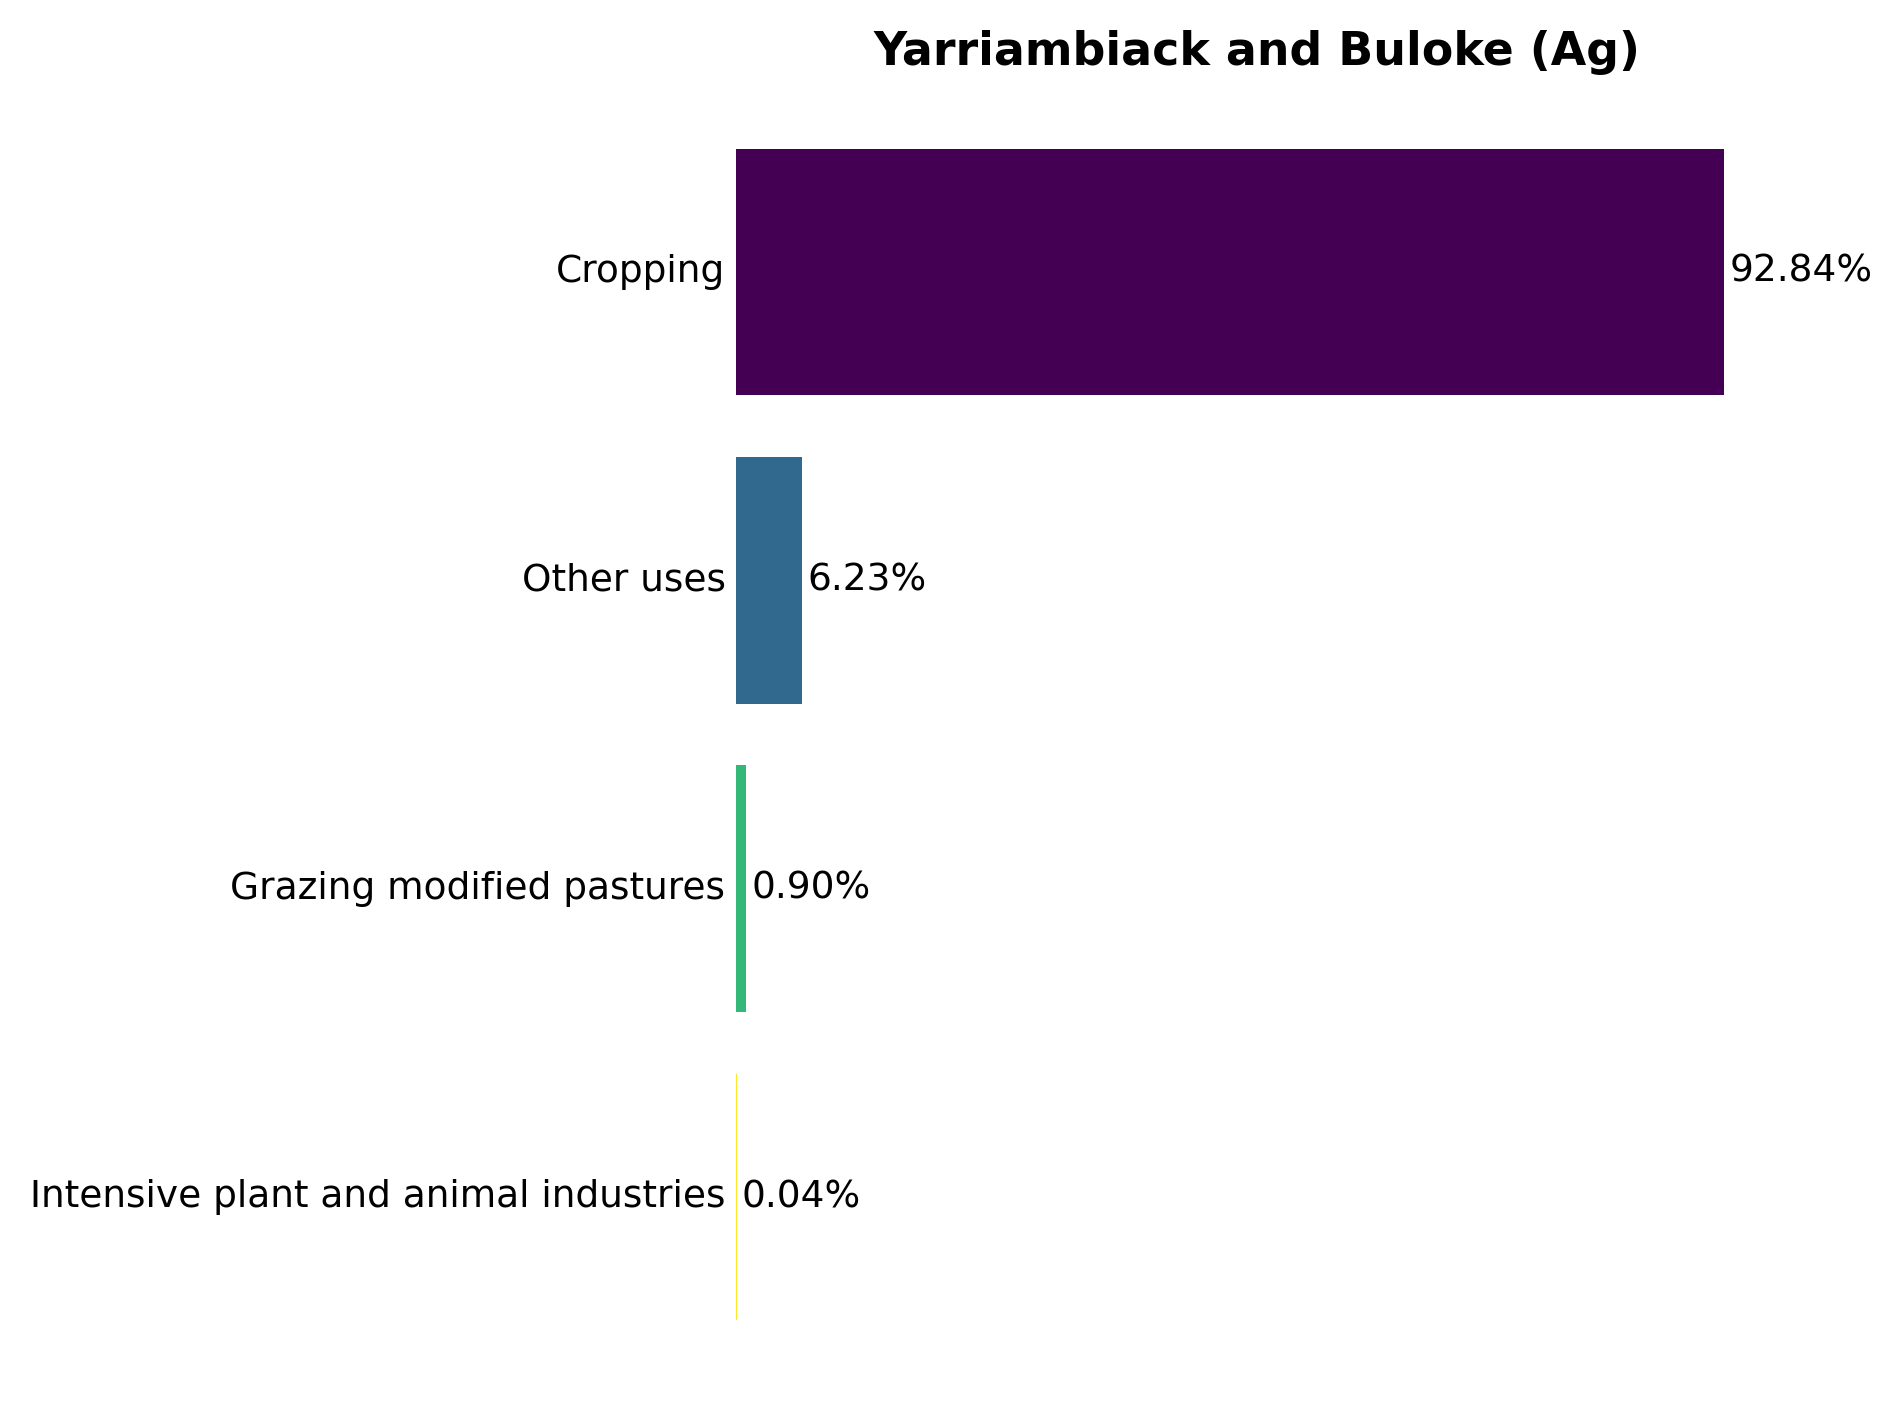 Yarriambiack and Buloke (Ag)
Cropping 92.84%
Other uses 6.23%
Grazing modified pastures 0.90%
Intensive plant and animal industries 0.04%